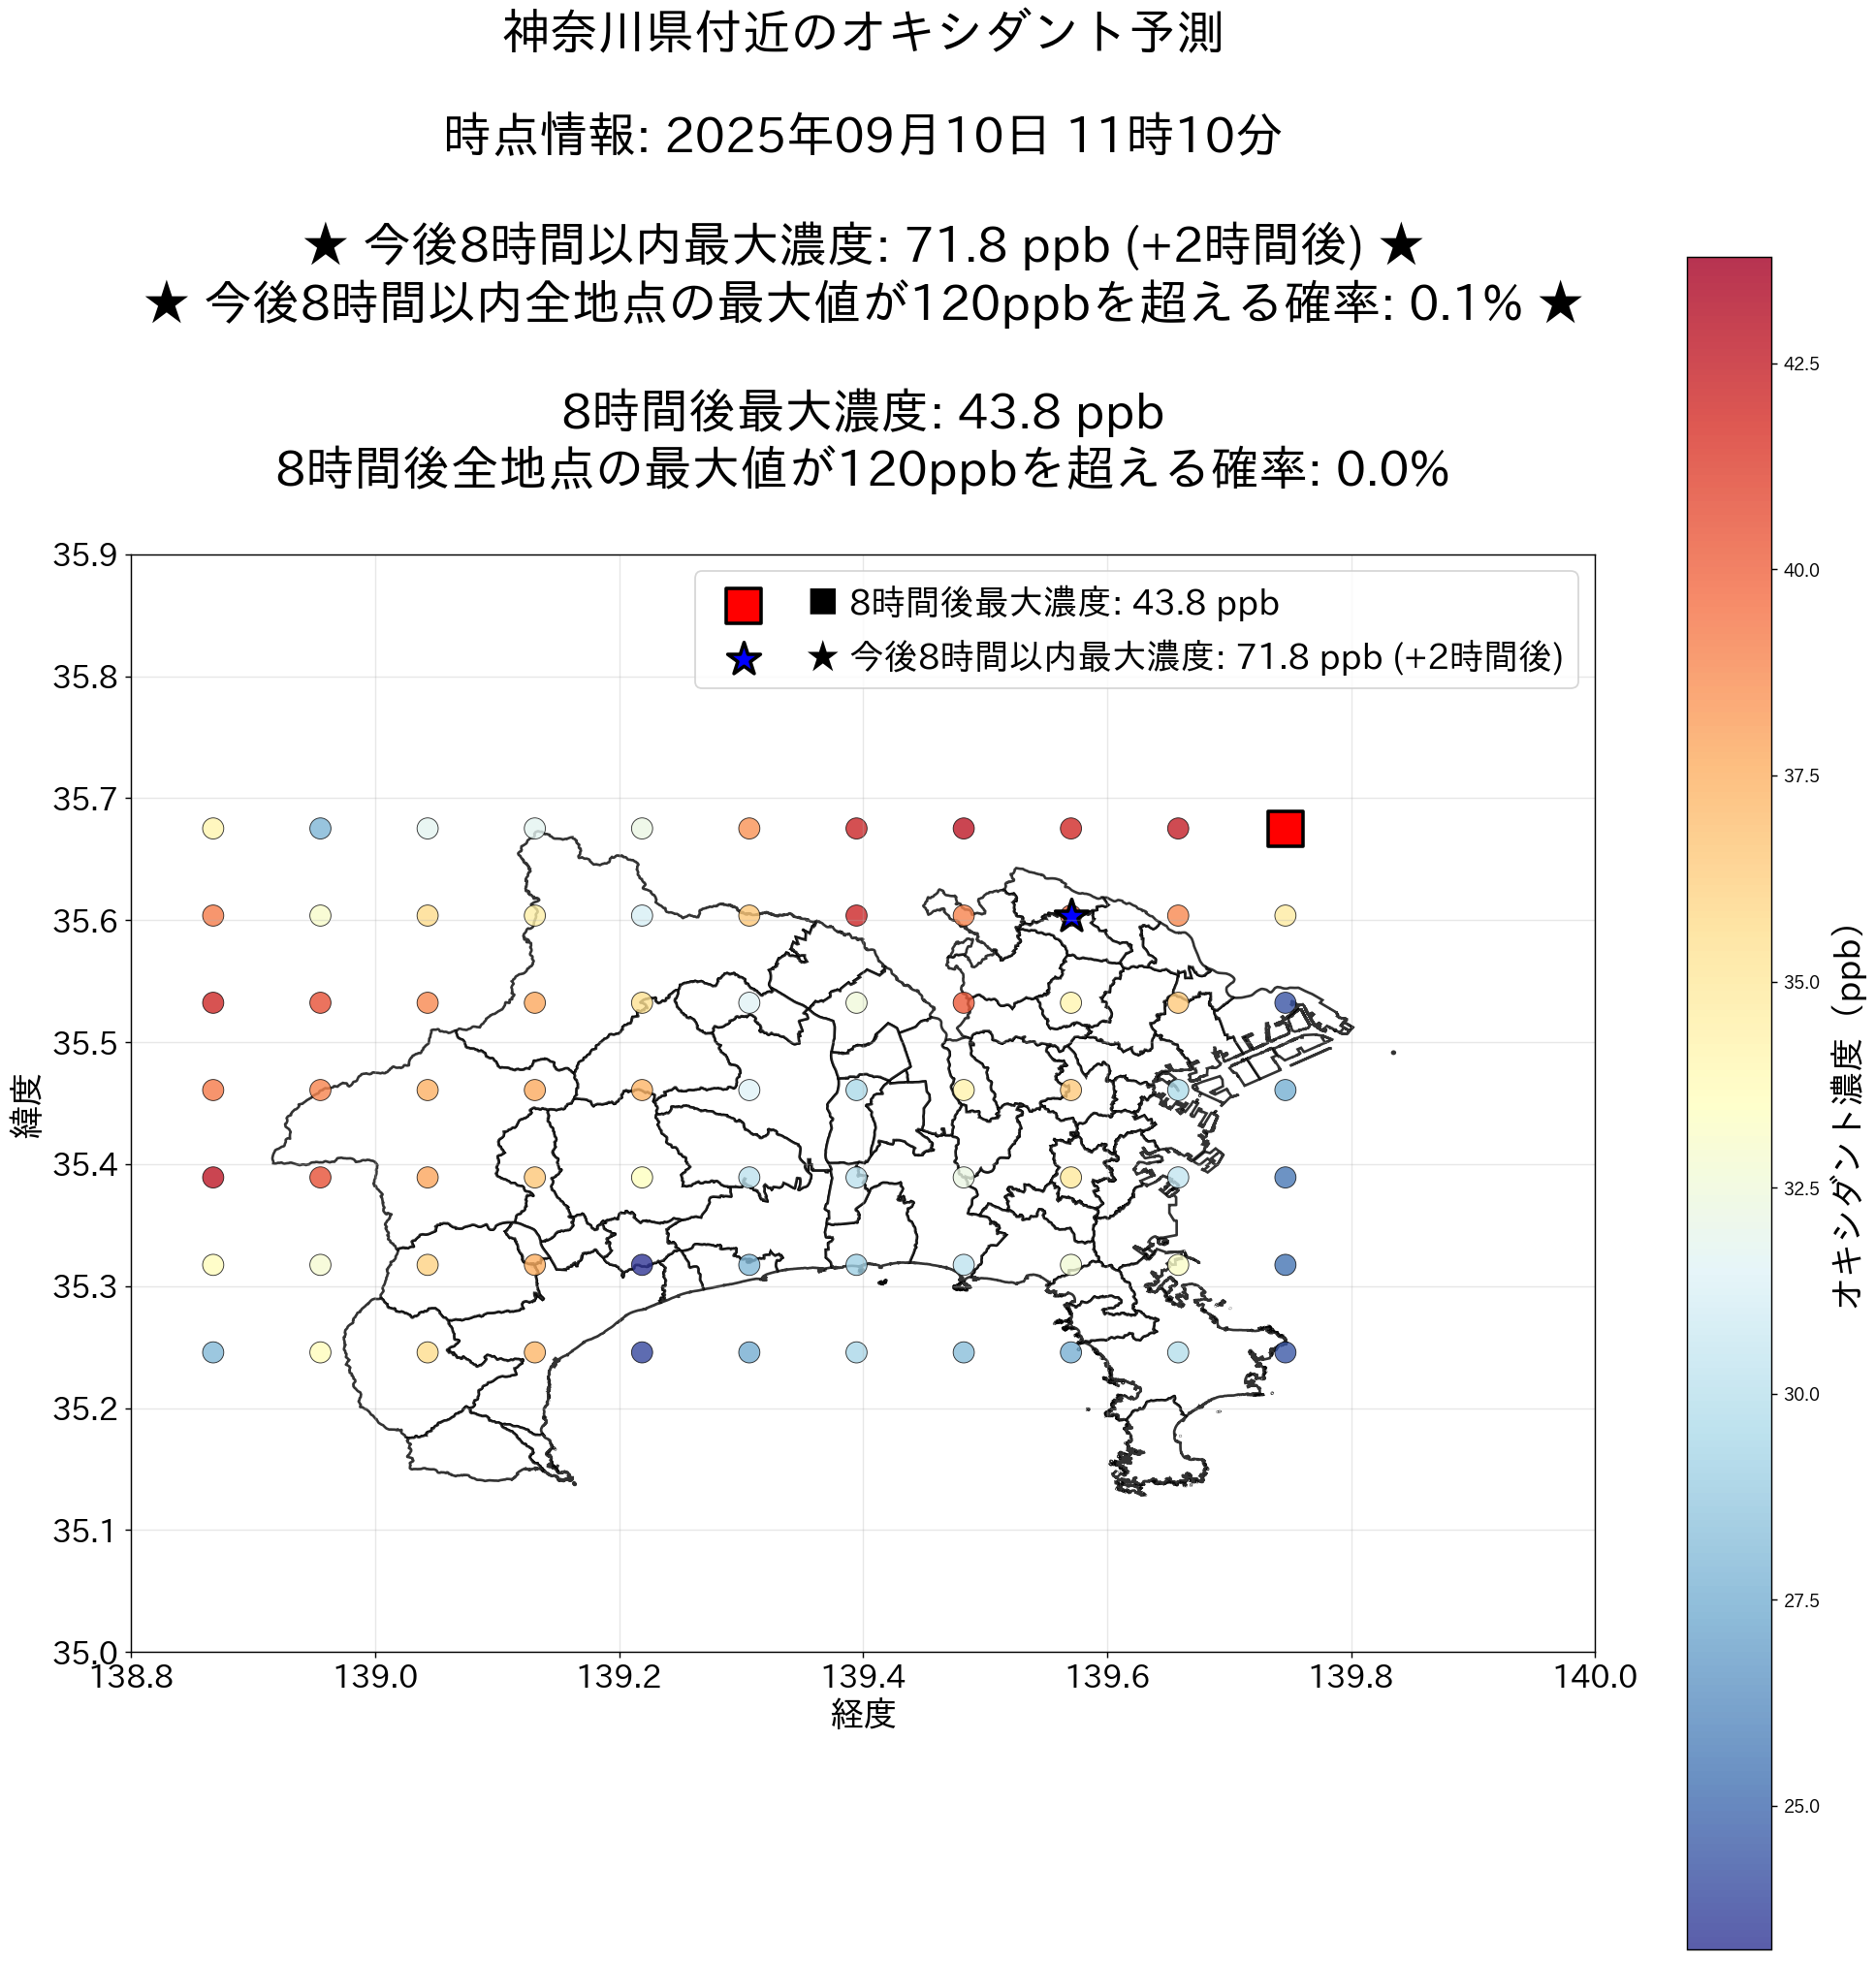 神奈川県付近のオキシダント予測
時点情報: 2025年09月10日 11時10分
★ 今後8時間以内最大濃度: 71.8 ppb (+2時間後) ★
★ 今後8時間以内全地点の最大値が120ppbを超える確率: 0.1% ★
8時間後最大濃度: 43.8 ppb
8時間後全地点の最大値が120ppbを超える確率: 0.0%
■ 8時間後最大濃度: 43.8 ppb
★ 今後8時間以内最大濃度: 71.8 ppb (+2時間後)
35.9
35.8
35.7
35.6
35.5
35.4
35.3
35.2
35.1
35.0
緯度
138.8
139.0
139.2
139.4
139.6
139.8
140.0
経度
42.5
40.0
37.5
35.0
32.5
30.0
27.5
25.0
オキシダント濃度 (ppb)